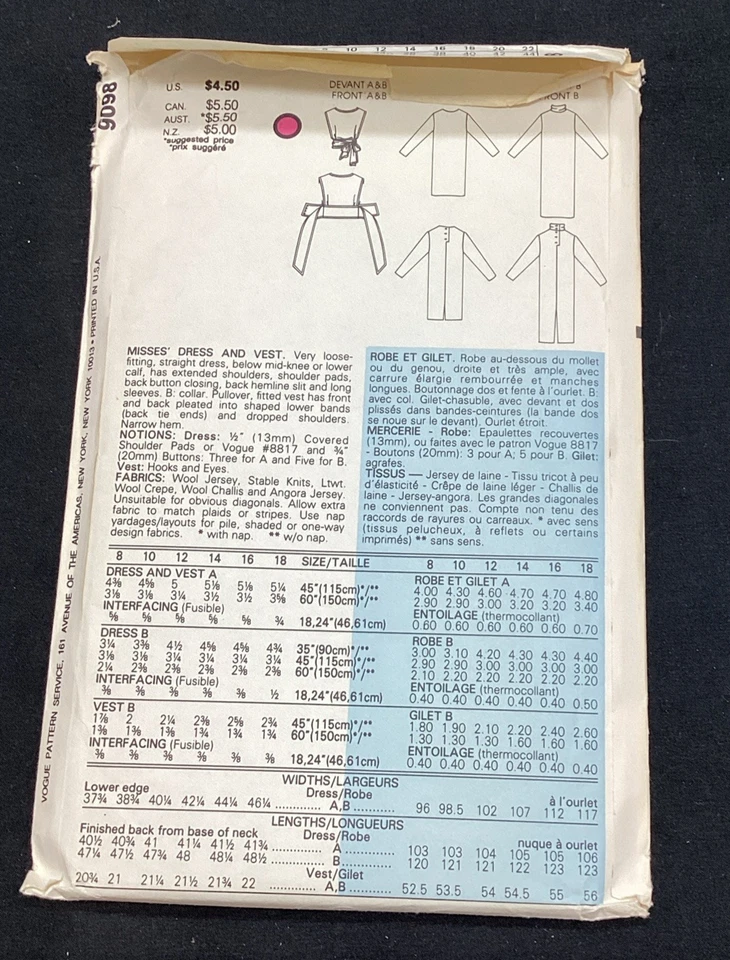 10 12 14 16 18 20 22
9098
U.S. $4.50
CAN. $5.50
AUST. *$5.50
N.Z. $5.00
*suggested price
*prix suggéré
DEVANT A&B
FRONT A&B
B
RONT B
VOGUE PATTERN SERVICE, 161 AVENUE OF THE AMERICAS, NEW YORK, NEW YORK 10013 • PRINTED IN U.S.A.
MISSES' DRESS AND VEST. Very loose-
fitting, straight dress, below mid-knee or lower
calf, has extended shoulders, shoulder pads,
back button closing, back hemline slit and long
sleeves. B: collar. Pullover, fitted vest has front
and back pleated into shaped lower bands
(back tie ends) and dropped shoulders.
Narrow hem.
NOTIONS: Dress: ½" (13mm) Covered
Shoulder Pads or Vogue #8817 and ¾"
(20mm) Buttons: Three for A and Five for B.
Vest: Hooks and Eyes.
FABRICS: Wool Jersey, Stable Knits, Ltwt.
Wool Crepe, Wool Challis and Angora Jersey.
Unsuitable for obvious diagonals. Allow extra
fabric to match plaids or stripes. Use nap
yardages/layouts for pile, shaded or one-way
design fabrics. * with nap. ** w/o nap.
ROBE ET GILET. Robe au-dessous du mollet
ou du genou, droite et très ample, avec
carrure élargie rembourrée et manches
longues. Boutonnage dos et fente à l'ourlet. B:
avec col. Gilet-chasuble, avec devant et dos
plissés dans bandes-ceintures (la bande dos
se noue sur le devant). Ourlet étroit.
MERCERIE - Robe: Epaulettes recouvertes
(13mm), ou faites avec le patron Vogue 8817
- Boutons (20mm): 3 pour A; 5 pour B. Gilet:
agrafes.
TISSUS — Jersey de laine - Tissu tricot à peu
d'élasticité - Crêpe de laine léger - Challis de
laine - Jersey-angora. Les grandes diagonales
ne conviennent pas. Compte non tenu des
raccords de rayures ou carreaux. * avec sens
(tissus pelucheux, à reflets ou certains
imprimés) ** sans sens.
8 10 12 14 16 18 SIZE/TAILLE 8 10 12 14 16 18
DRESS AND VEST A ROBE ET GILET A
4⅜ 4⅝ 5 5⅛ 5⅛ 5¼ 45"(115cm)*/** 4.00 4.30 4.60 4.70 4.70 4.80
3⅛ 3⅛ 3¼ 3½ 3½ 3⅝ 60"(150cm)*/** 2.90 2.90 3.00 3.20 3.20 3.40
INTERFACING (Fusible) ENTOILAGE (thermocollant)
⅝ ⅝ ⅝ ⅝ ⅝ ¾ 18,24"(46,61cm) 0.60 0.60 0.60 0.60 0.60 0.70
DRESS B ROBE B
3¼ 3⅜ 4½ 4⅝ 4⅝ 4¾ 35"(90cm)*/** 3.00 3.10 4.20 4.30 4.30 4.40
3⅛ 3⅛ 3¼ 3¼ 3¼ 3¼ 45"(115cm)*/** 2.90 2.90 3.00 3.00 3.00 3.00
2¼ 2⅜ 2⅜ 2⅜ 2⅜ 2⅜ 60"(150cm)*/** 2.10 2.20 2.20 2.20 2.20 2.20
INTERFACING (Fusible) ENTOILAGE (thermocollant)
⅜ ⅜ ⅜ ⅜ ⅜ ½ 18,24"(46,61cm) 0.40 0.40 0.40 0.40 0.40 0.50
VEST B GILET B
1⅞ 2 2¼ 2⅜ 2⅝ 2¾ 45"(115cm)*/** 1.80 1.90 2.10 2.20 2.40 2.60
1⅜ 1⅜ 1⅜ 1¾ 1¾ 1¾ 60"(150cm)*/** 1.30 1.30 1.30 1.60 1.60 1.60
INTERFACING (Fusible) ENTOILAGE (thermocollant)
⅜ ⅜ ⅜ ⅜ ⅜ ⅜ 18,24"(46,61cm) 0.40 0.40 0.40 0.40 0.40 0.40
WIDTHS/LARGEURS
Lower edge Dress/Robe à l'ourlet
37¾ 38¾ 40¼ 42¼ 44¼ 46¼ ............ A,B ........... 96 98.5 102 107 112 117
LENGTHS/LONGUEURS
Finished back from base of neck Dress/Robe nuque à ourlet
40½ 40¾ 41 41¼ 41½ 41¾ ............ A ........... 103 103 104 105 105 106
47¼ 47½ 47¾ 48 48¼ 48½ ............ B ........... 120 121 121 122 123 123
Vest/Gilet
20¾ 21 21¼ 21½ 21¾ 22 ............ A,B ........... 52.5 53.5 54 54.5 55 56